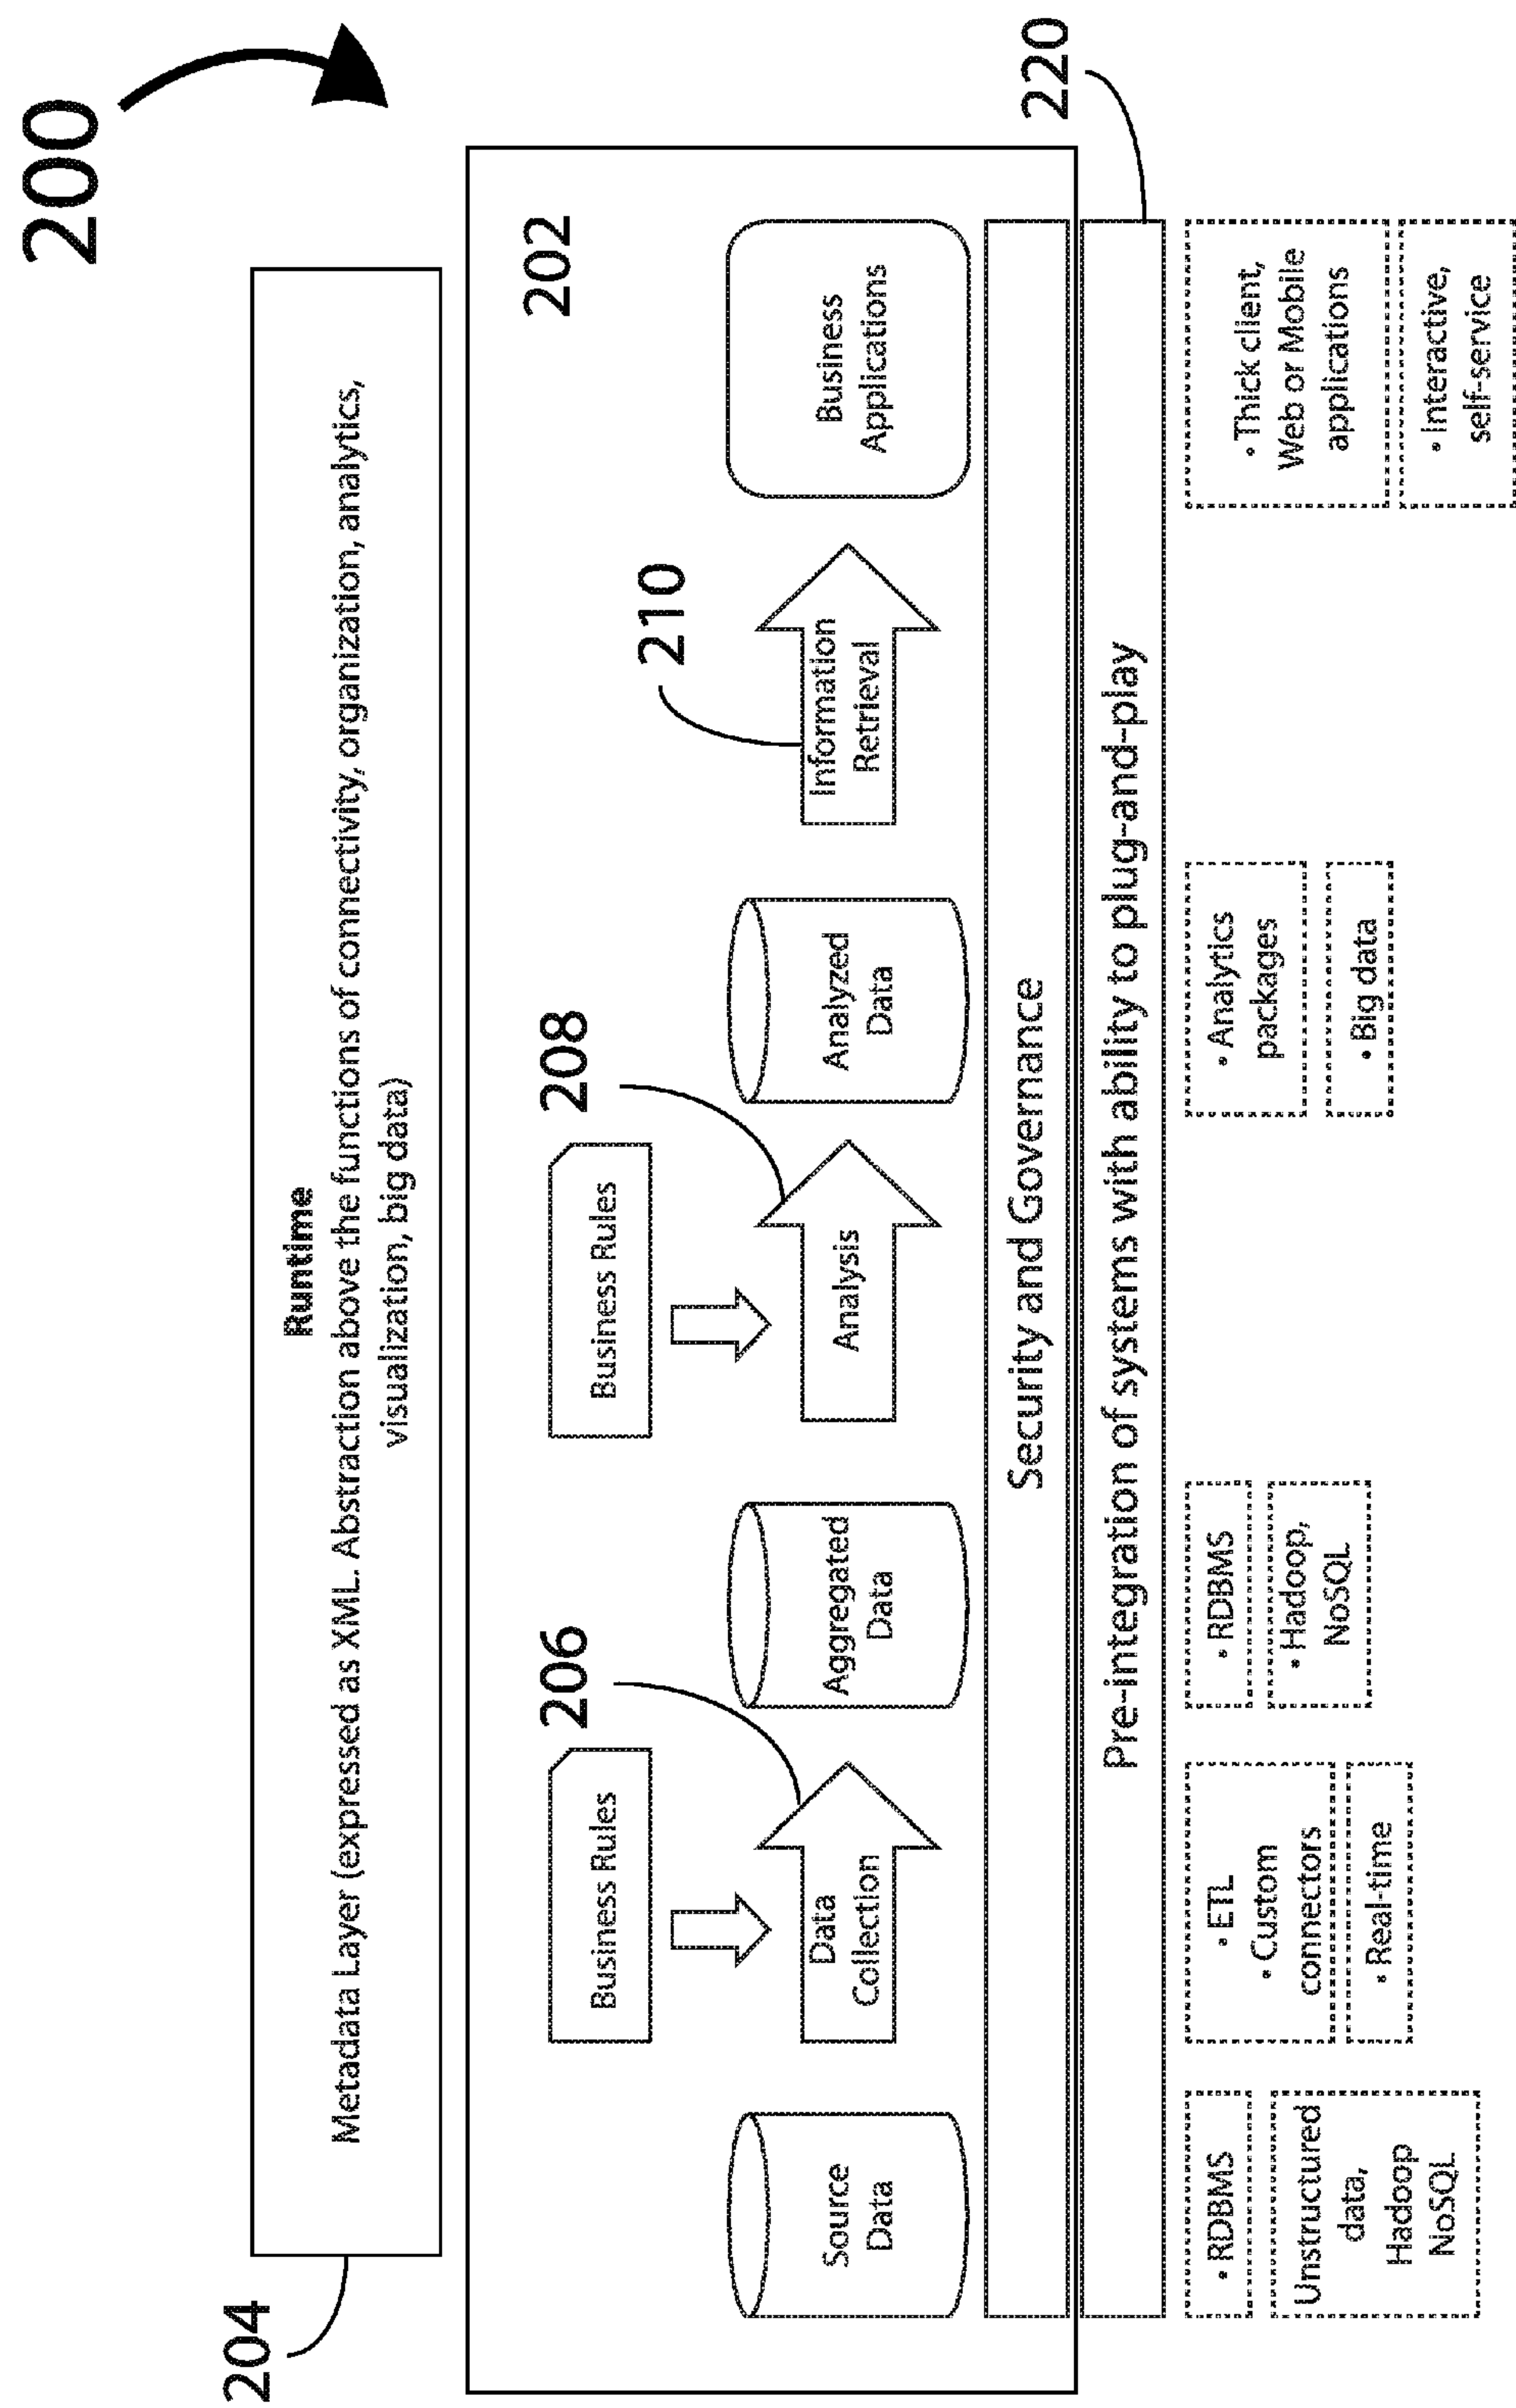 200
204
Runtime
Metadata Layer (expressed as XML. Abstraction above the functions of connectivity, organization, analytics,
visualization, big data)
202
206
208
210
Business Rules
Business Rules
Source
Data
Data
Collection
Aggregated
Data
Analysis
Analyzed
Data
Information
Retrieval
Business
Applications
Security and Governance
220
Pre-integration of systems with ability to plug-and-play
• RDBMS
Unstructured
data,
Hadoop
NoSQL
• ETL
• Custom
connectors
• Real-time
• RDBMS
• Hadoop,
NoSQL
• Analytics
packages
• Big data
• Thick client,
Web or Mobile
applications
• Interactive,
self-service